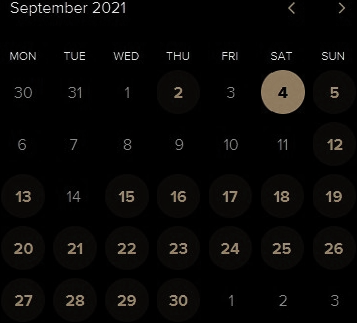 September 2021 < >
MON TUE WED THU FRI SAT SUN
30 31 1 2 3 4 5
6 7 8 9 10 11 12
13 14 15 16 17 18 19
20 21 22 23 24 25 26
27 28 29 30 1 2 3